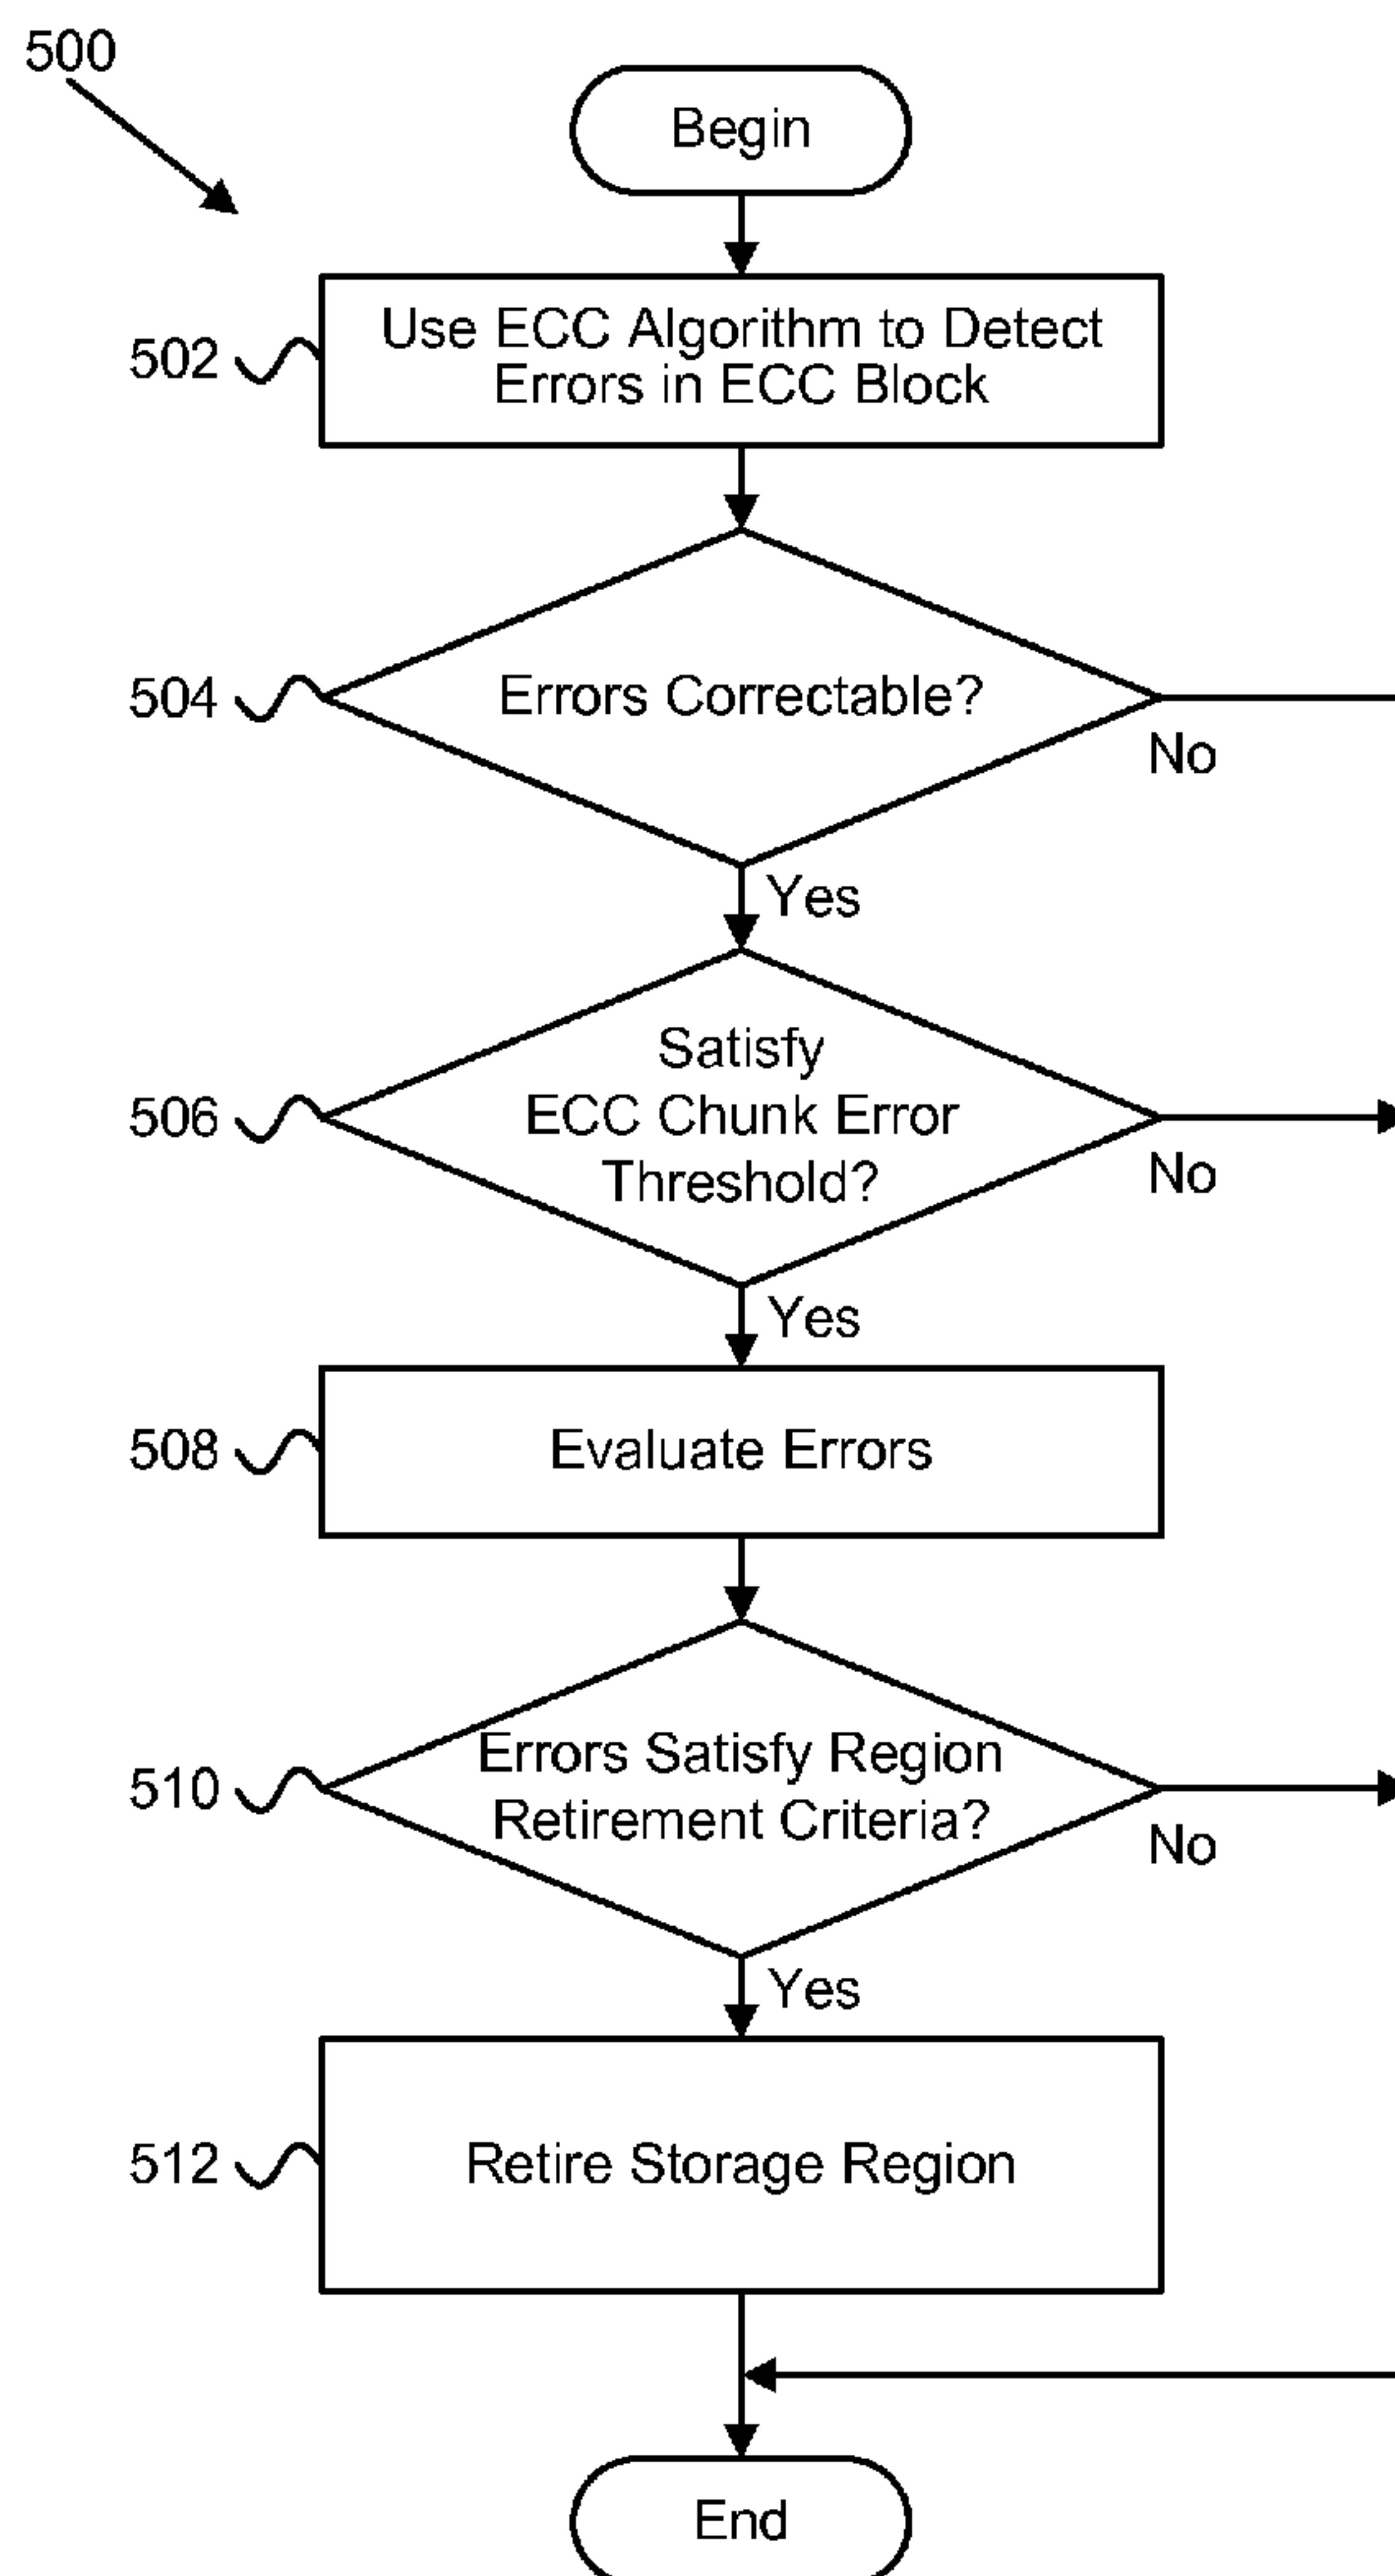 500
Begin
502
Use ECC Algorithm to Detect
Errors in ECC Block
504
Errors Correctable?
No
Yes
506
Satisfy
ECC Chunk Error
Threshold?
No
Yes
508
Evaluate Errors
510
Errors Satisfy Region
Retirement Criteria?
No
Yes
512
Retire Storage Region
End